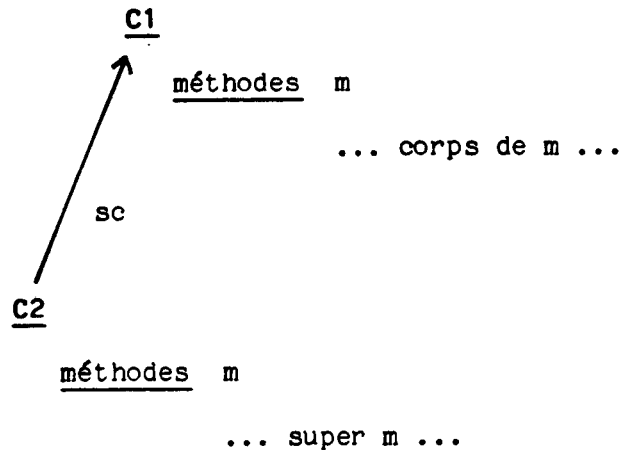 C1
méthodes m
... corps de m ...
sc
C2
méthodes m
... super m ...